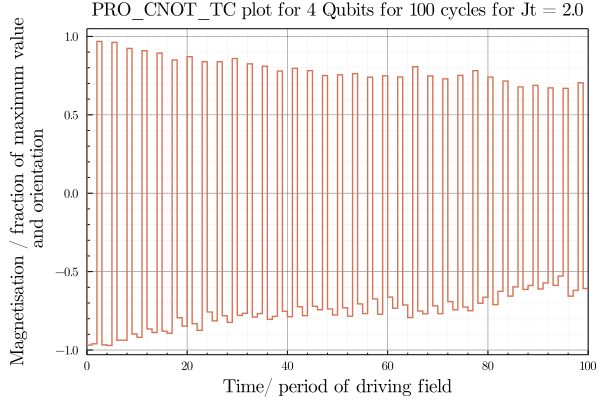 PRO_CNOT_TC plot for 4 Qubits for 100 cycles for Jt = 2.0
Magnetisation / fraction of maximum value
and orientation
1.0
0.5
0.0
−0.5
−1.0
0
20
40
60
80
100
Time/ period of driving field